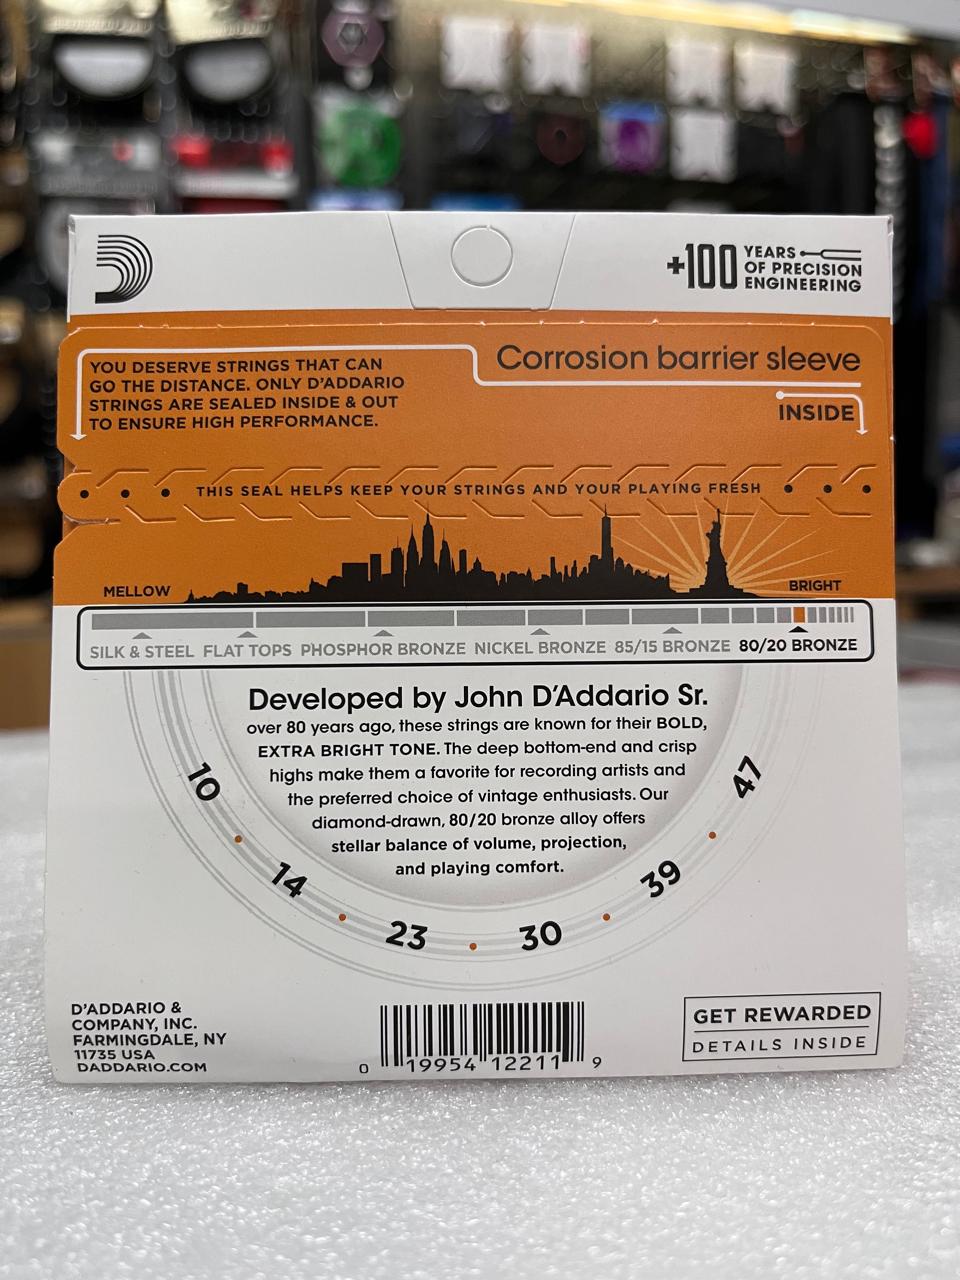 +100 YEARS
OF PRECISION
ENGINEERING
YOU DESERVE STRINGS THAT CAN
GO THE DISTANCE. ONLY D'ADDARIO
STRINGS ARE SEALED INSIDE & OUT
TO ENSURE HIGH PERFORMANCE.
Corrosion barrier sleeve
INSIDE
THIS SEAL HELPS KEEP YOUR STRINGS AND YOUR PLAYING FRESH
MELLOW
BRIGHT
SILK & STEEL FLAT TOPS PHOSPHOR BRONZE NICKEL BRONZE 85/15 BRONZE 80/20 BRONZE
Developed by John D'Addario Sr.
over 80 years ago, these strings are known for their BOLD,
EXTRA BRIGHT TONE. The deep bottom-end and crisp
highs make them a favorite for recording artists and
the preferred choice of vintage enthusiasts. Our
diamond-drawn, 80/20 bronze alloy offers
stellar balance of volume, projection,
and playing comfort.
10 • 14 • 23 • 30 • 39 • 47
D'ADDARIO &
COMPANY, INC.
FARMINGDALE, NY
11735 USA
DADDARIO.COM
0 19954 12211 9
GET REWARDED
DETAILS INSIDE